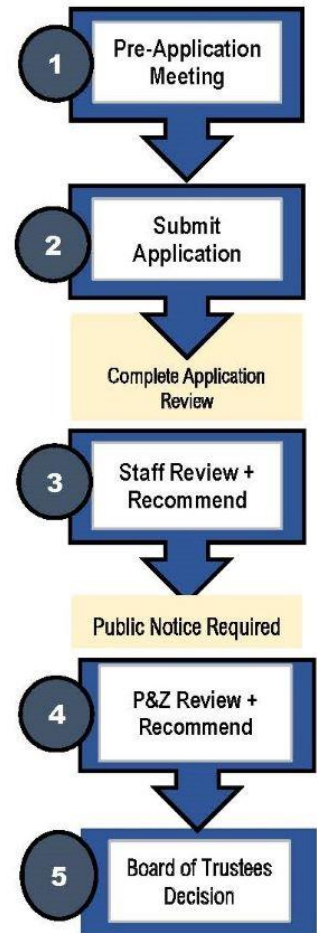 1
Pre-Application
Meeting
2
Submit
Application
Complete Application
Review
3
Staff Review +
Recommend
Public Notice Required
4
P&Z Review +
Recommend
5
Board of Trustees
Decision